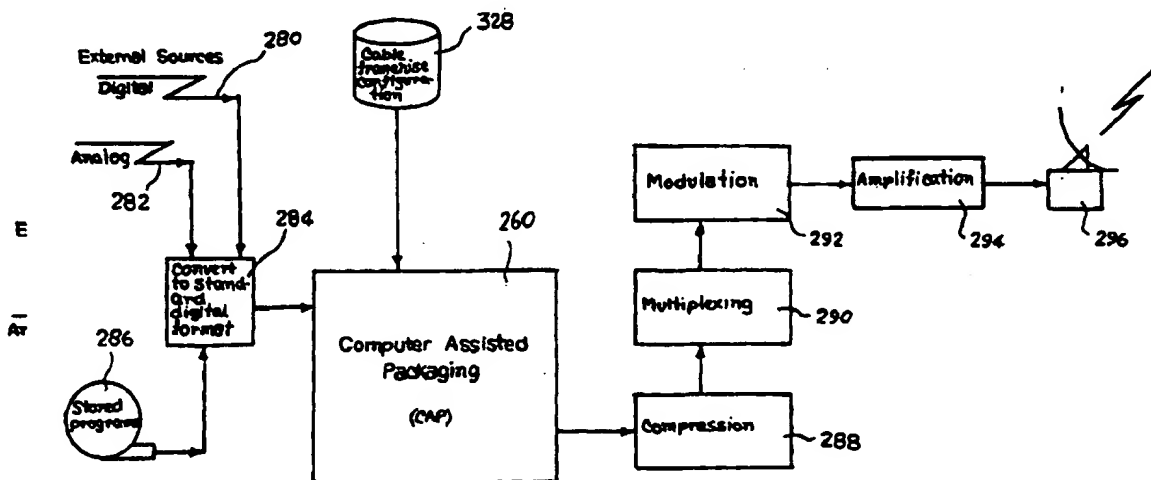 328
External Sources
280
Digital
Cable
franchise
configura-
tion
Analog
282
284
Convert
to stand-
ard
digital
format
286
Stored
programs
260
Computer Assisted
Packaging
(CAP)
Modulation
292
Amplification
294
296
Multiplexing
290
Compression
288
E